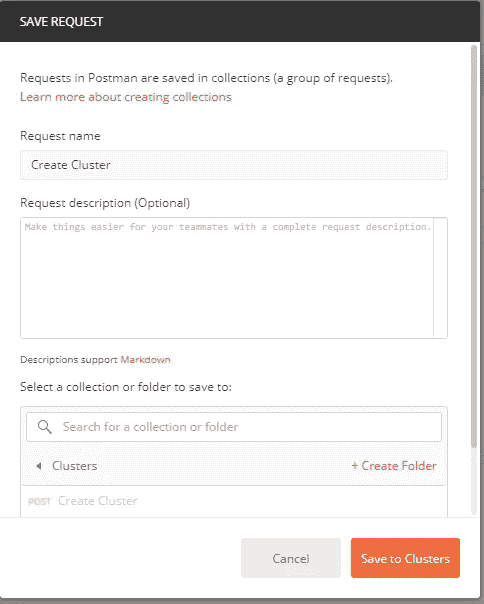 SAVE REQUEST
Requests in Postman are saved in collections (a group of requests).
Learn more about creating collections
Request name
Create Cluster
Request description (Optional)
Make things easier for your teammates with a complete request description.
Descriptions support Markdown
Select a collection or folder to save to:
Search for a collection or folder
Clusters + Create Folder
POST Create Cluster
Cancel Save to Clusters